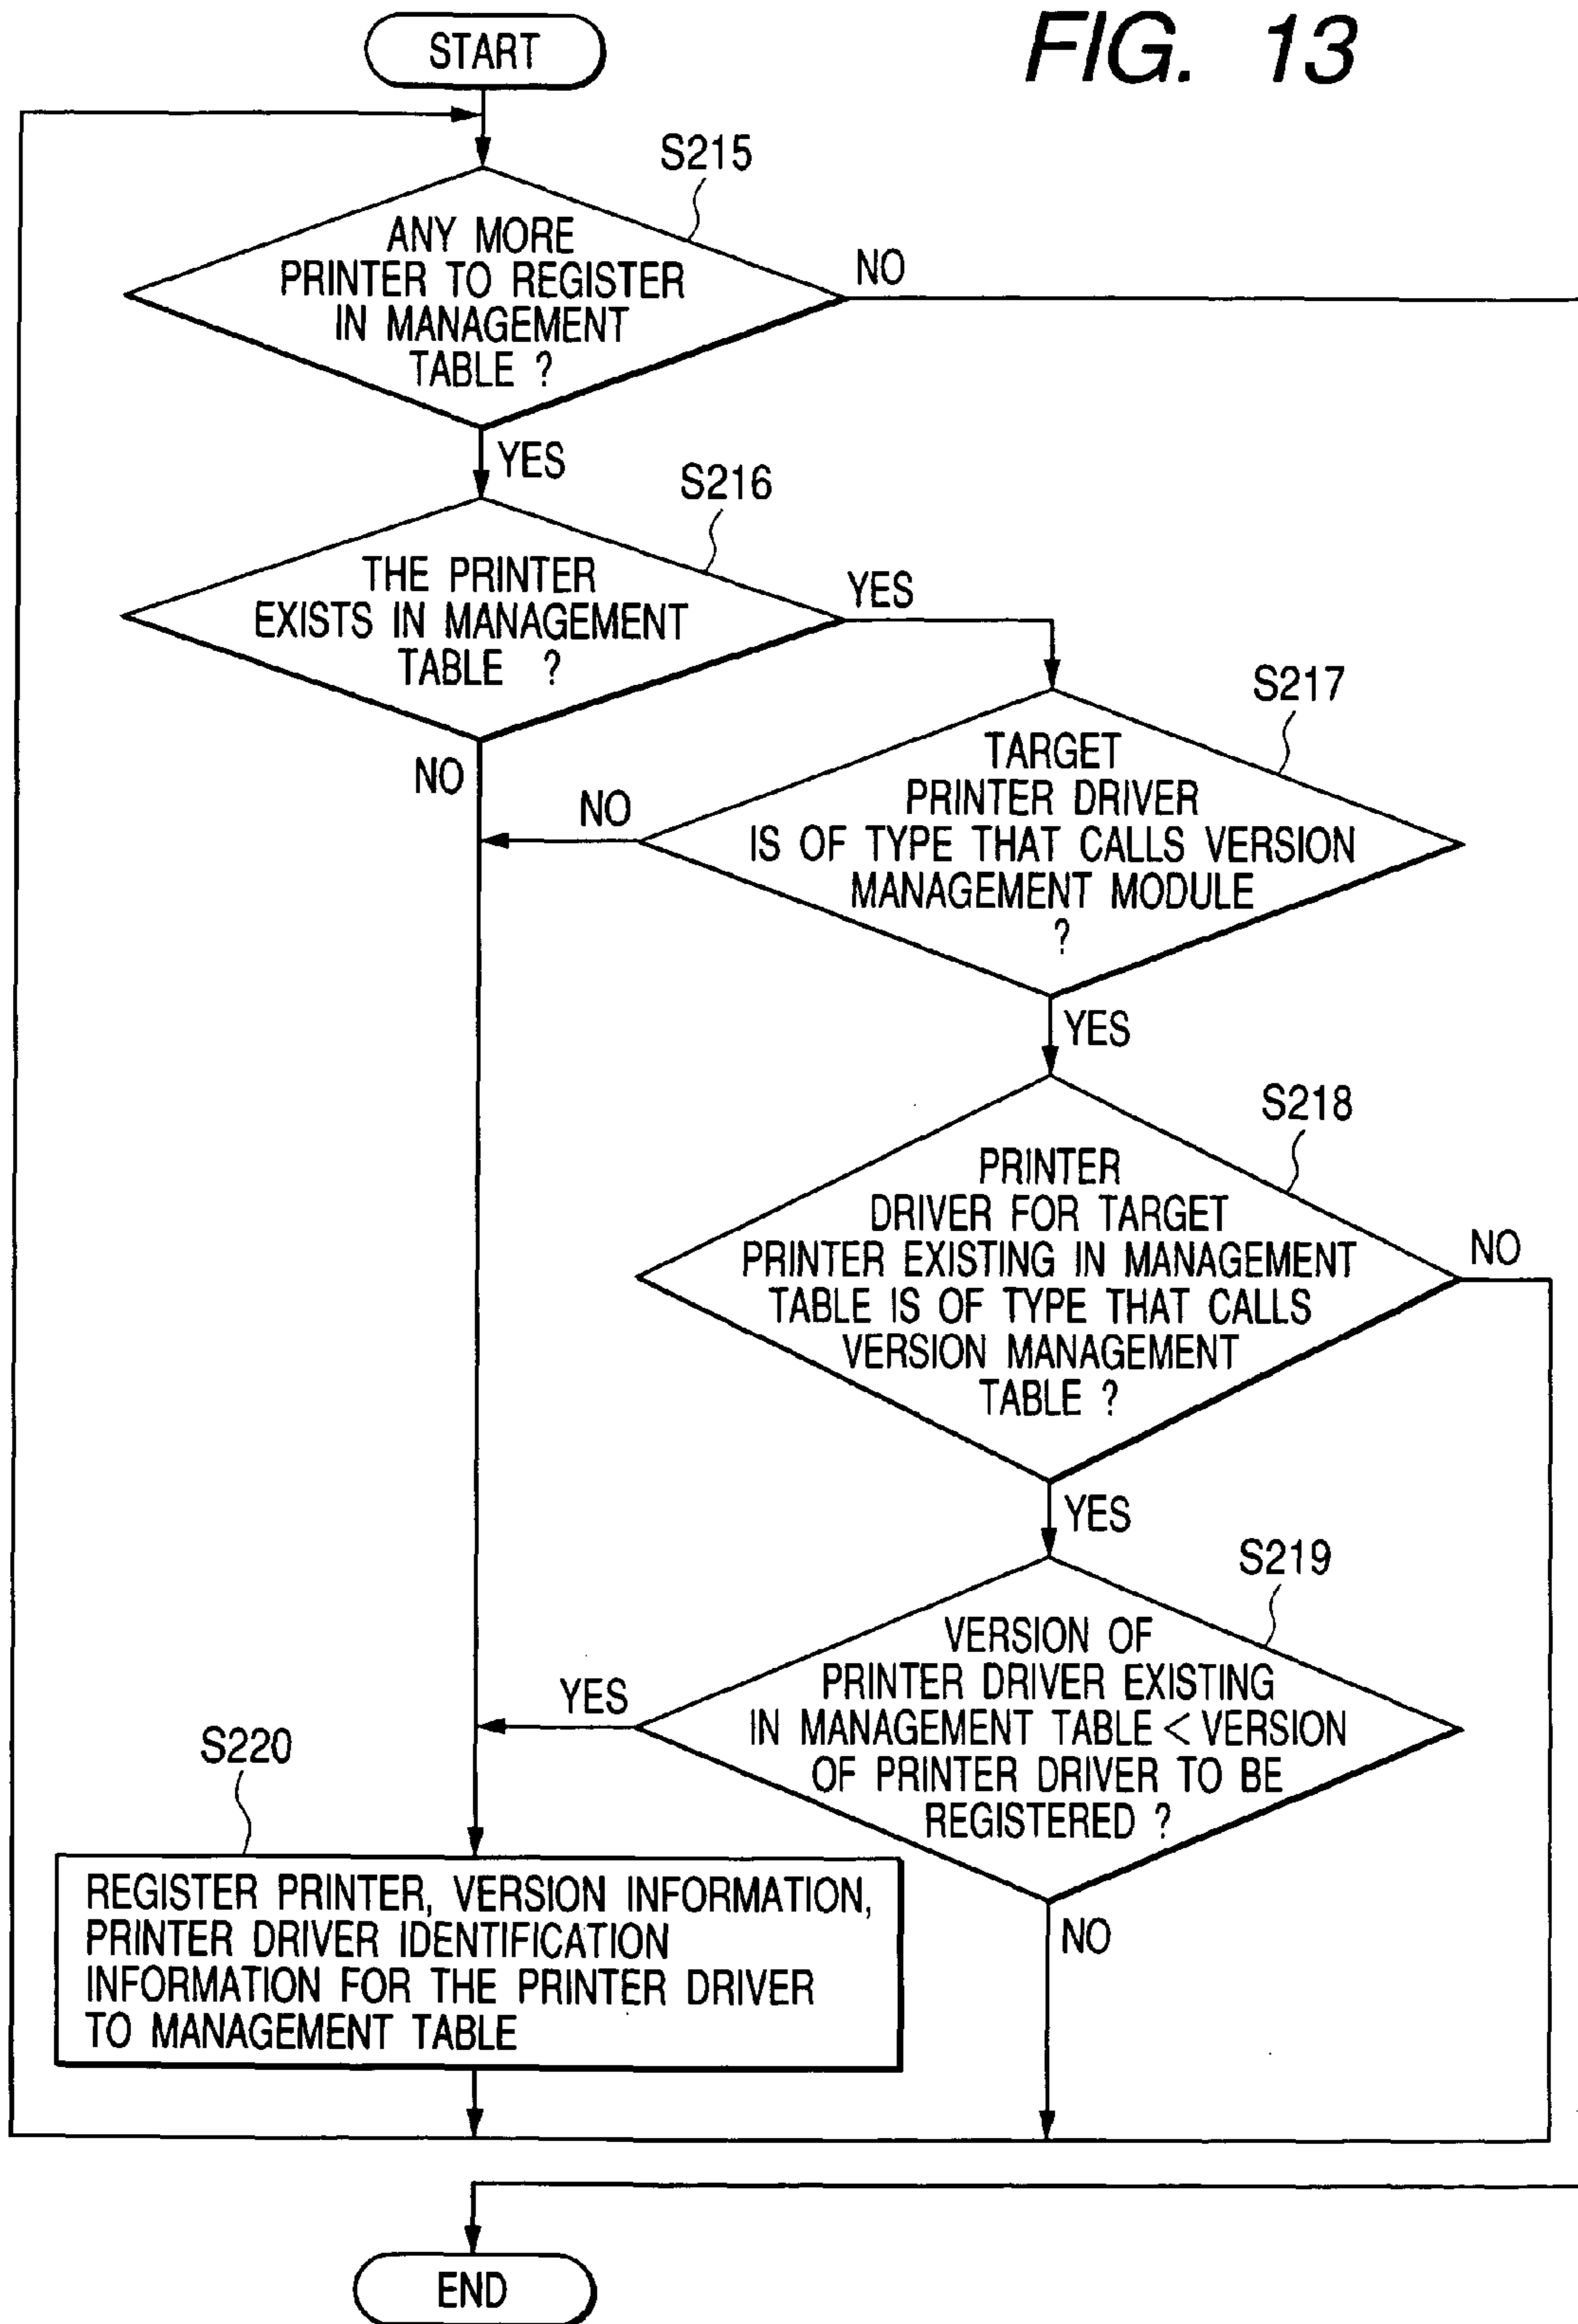 FIG. 13
START
S215
ANY MORE
PRINTER TO REGISTER
IN MANAGEMENT
TABLE ?
NO
YES
S216
THE PRINTER
EXISTS IN MANAGEMENT
TABLE ?
YES
NO
S217
TARGET
PRINTER DRIVER
IS OF TYPE THAT CALLS VERSION
MANAGEMENT MODULE
?
NO
YES
S218
PRINTER
DRIVER FOR TARGET
PRINTER EXISTING IN MANAGEMENT
TABLE IS OF TYPE THAT CALLS
VERSION MANAGEMENT
TABLE ?
NO
YES
S219
VERSION OF
PRINTER DRIVER EXISTING
IN MANAGEMENT TABLE < VERSION
OF PRINTER DRIVER TO BE
REGISTERED ?
YES
NO
S220
REGISTER PRINTER, VERSION INFORMATION,
PRINTER DRIVER IDENTIFICATION
INFORMATION FOR THE PRINTER DRIVER
TO MANAGEMENT TABLE
END